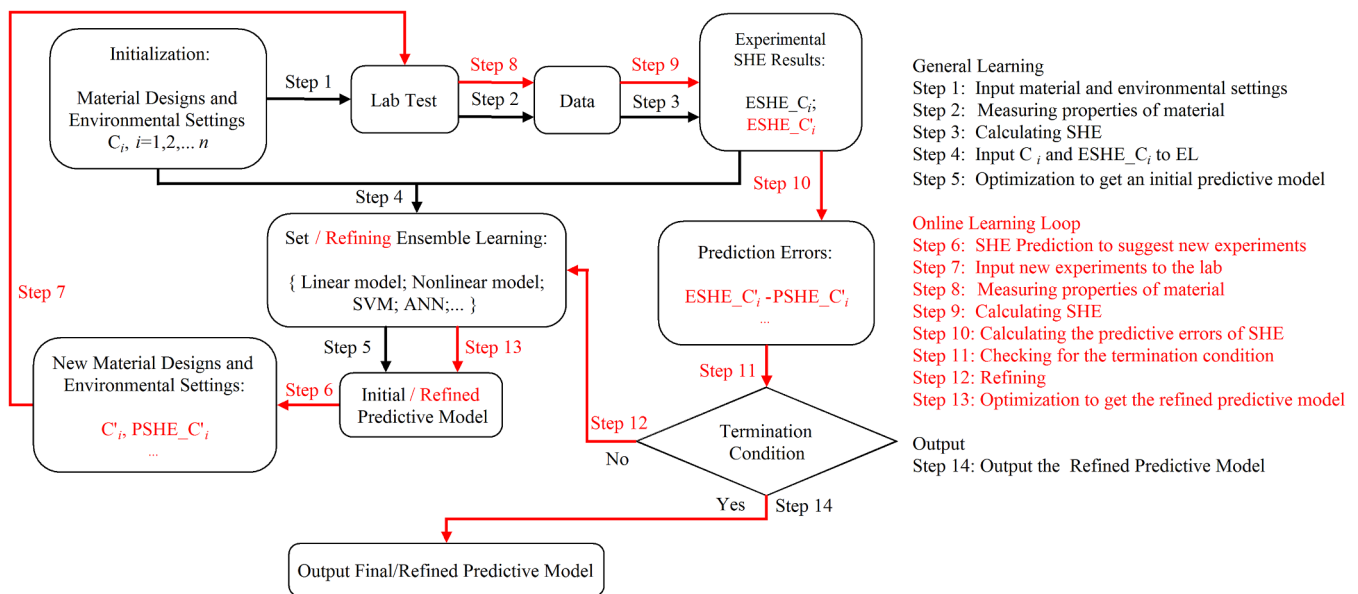 Initialization:
Material Designs and
Environmental Settings
Cᵢ, i=1,2,... n
Step 1
Lab Test
Step 8
Step 2
Data
Step 9
Step 3
Experimental
SHE Results:
ESHE_Cᵢ;
ESHE_C'ᵢ
Step 4
Step 10
Set / Refining Ensemble Learning:
{ Linear model; Nonlinear model;
SVM; ANN;... }
Prediction Errors:
ESHE_C'ᵢ -PSHE_C'ᵢ
...
Step 7
Step 5
Step 13
Step 11
New Material Designs and
Environmental Settings:
C'ᵢ, PSHE_C'ᵢ
...
Step 6
Initial / Refined
Predictive Model
Step 12
No
Termination
Condition
Yes
Step 14
Output Final/Refined Predictive Model
General Learning
Step 1: Input material and environmental settings
Step 2: Measuring properties of material
Step 3: Calculating SHE
Step 4: Input C ᵢ and ESHE_Cᵢ to EL
Step 5: Optimization to get an initial predictive model
Online Learning Loop
Step 6: SHE Prediction to suggest new experiments
Step 7: Input new experiments to the lab
Step 8: Measuring properties of material
Step 9: Calculating SHE
Step 10: Calculating the predictive errors of SHE
Step 11: Checking for the termination condition
Step 12: Refining
Step 13: Optimization to get the refined predictive model
Output
Step 14: Output the Refined Predictive Model